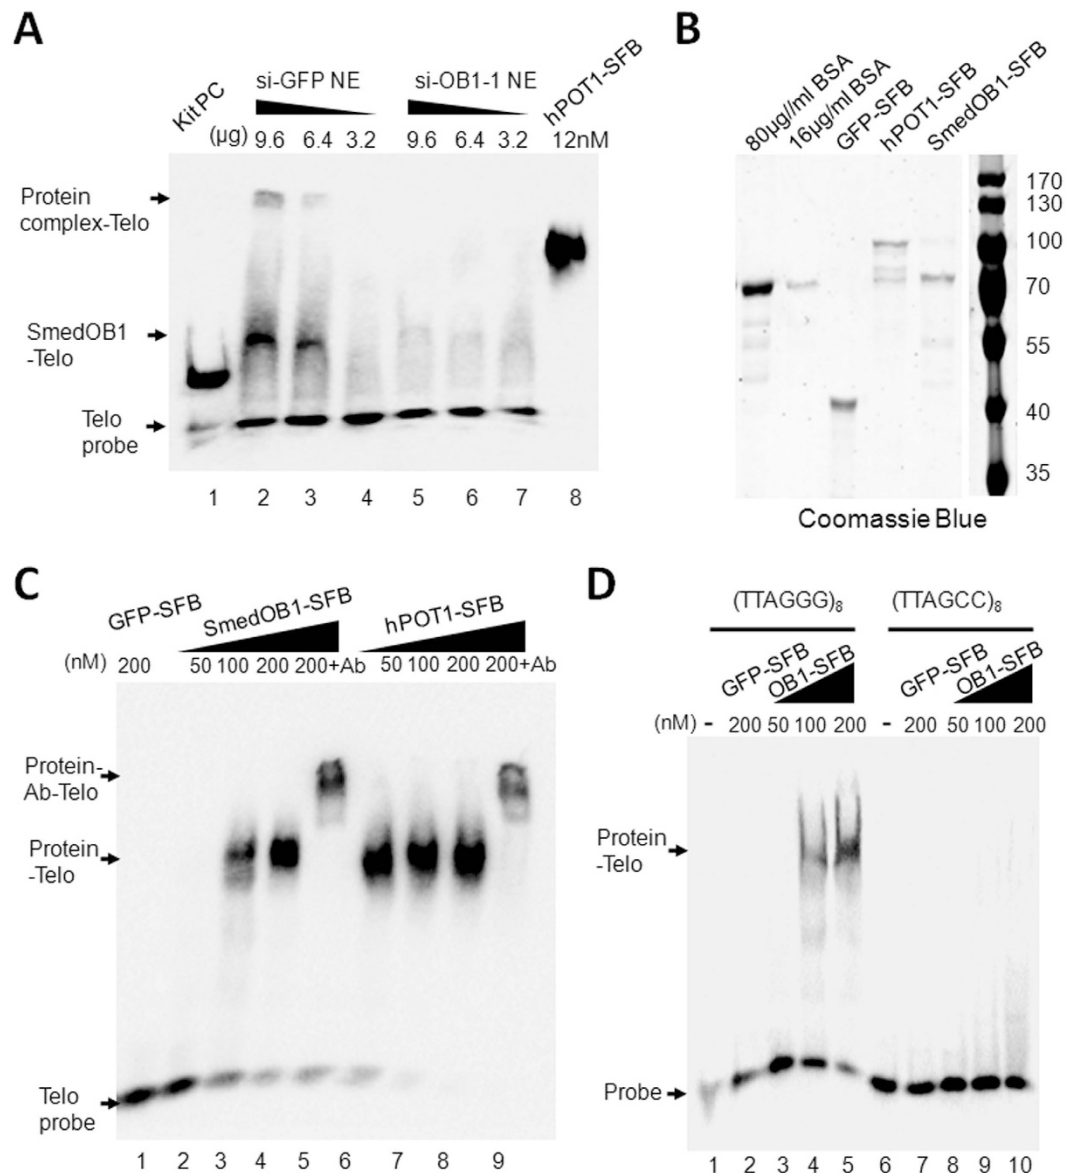 A
Kit PC
si-GFP NE
si-OB1-1 NE
hPOT1-SFB
(µg) 9.6 6.4 3.2 9.6 6.4 3.2 12nM
Protein
complex-Telo
SmedOB1
-Telo
Telo
probe
1 2 3 4 5 6 7 8
B
80µg//ml BSA
16µg/ml BSA
GFP-SFB
hPOT1-SFB
SmedOB1-SFB
170
130
100
70
55
40
35
Coomassie Blue
C
GFP-SFB
SmedOB1-SFB
hPOT1-SFB
(nM) 200 50 100 200 200+Ab 50 100 200 200+Ab
Protein-
Ab-Telo
Protein
-Telo
Telo
probe
1 2 3 4 5 6 7 8 9
D
(TTAGGG)8 (TTAGCC)8
GFP-SFB
OB1-SFB
GFP-SFB
OB1-SFB
(nM) - 200 50 100 200 - 200 50 100 200
Protein
-Telo
Probe
1 2 3 4 5 6 7 8 9 10